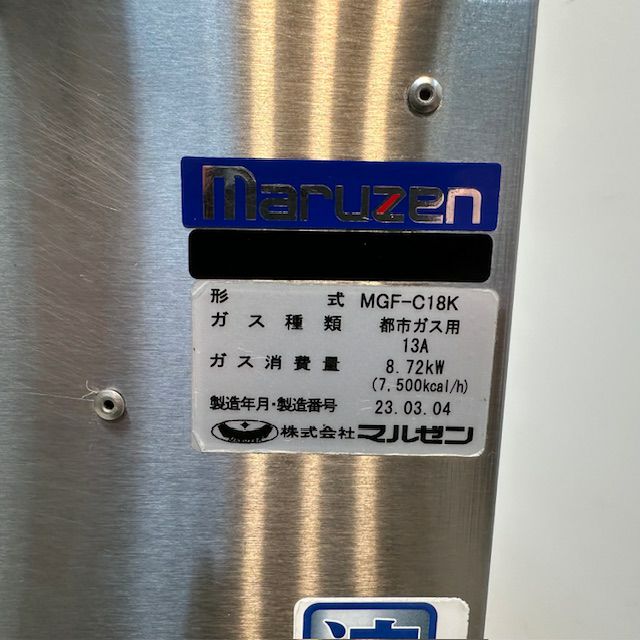 maruzen
形式 MGF-C18K
ガス種類 都市ガス用
13A
ガス消費量 8.72kW
(7,500kcal/h)
製造年月・製造番号 23.03.04
株式会社マルゼン